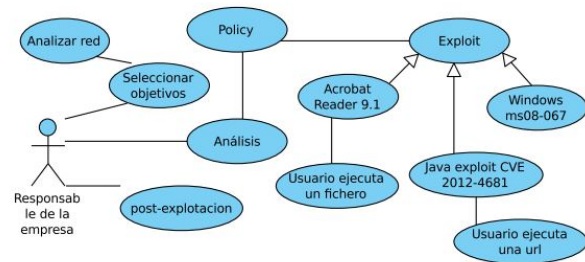 Analizar red
Policy
Exploit
Seleccionar
objetivos
Acrobat
Reader 9.1
Windows
ms08-067
Análisis
Usuario ejecuta
un fichero
Java exploit CVE
2012-4681
Responsab
le de la
empresa
post-explotacion
Usuario ejecuta
una url